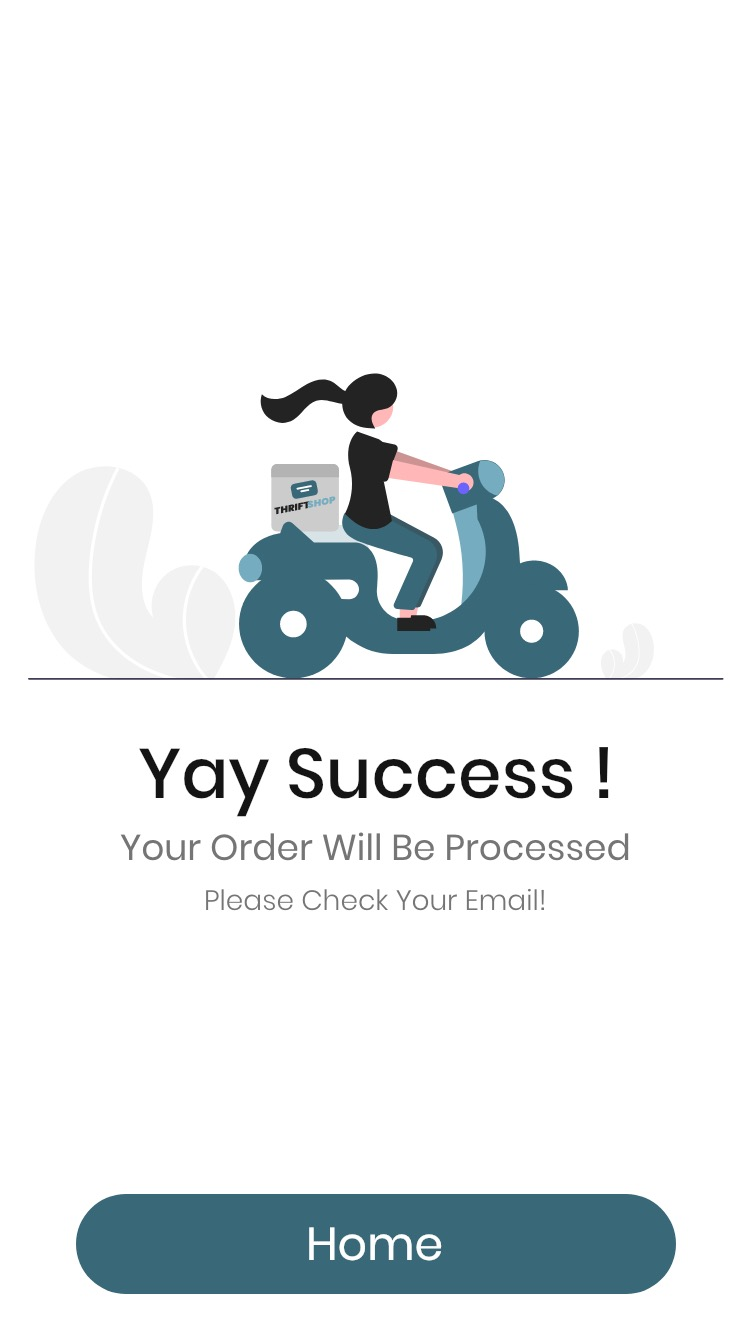 THRIFTSHOP
Yay Success !
Your Order Will Be Processed
Please Check Your Email!
Home